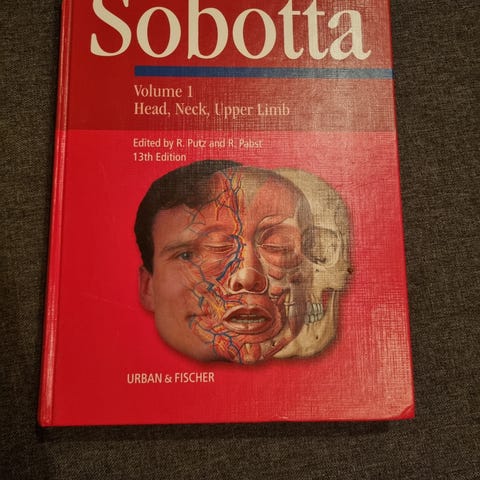 Sobotta
Volume 1
Head, Neck, Upper Limb
Edited by R. Putz and R. Pabst
13th Edition
URBAN & FISCHER